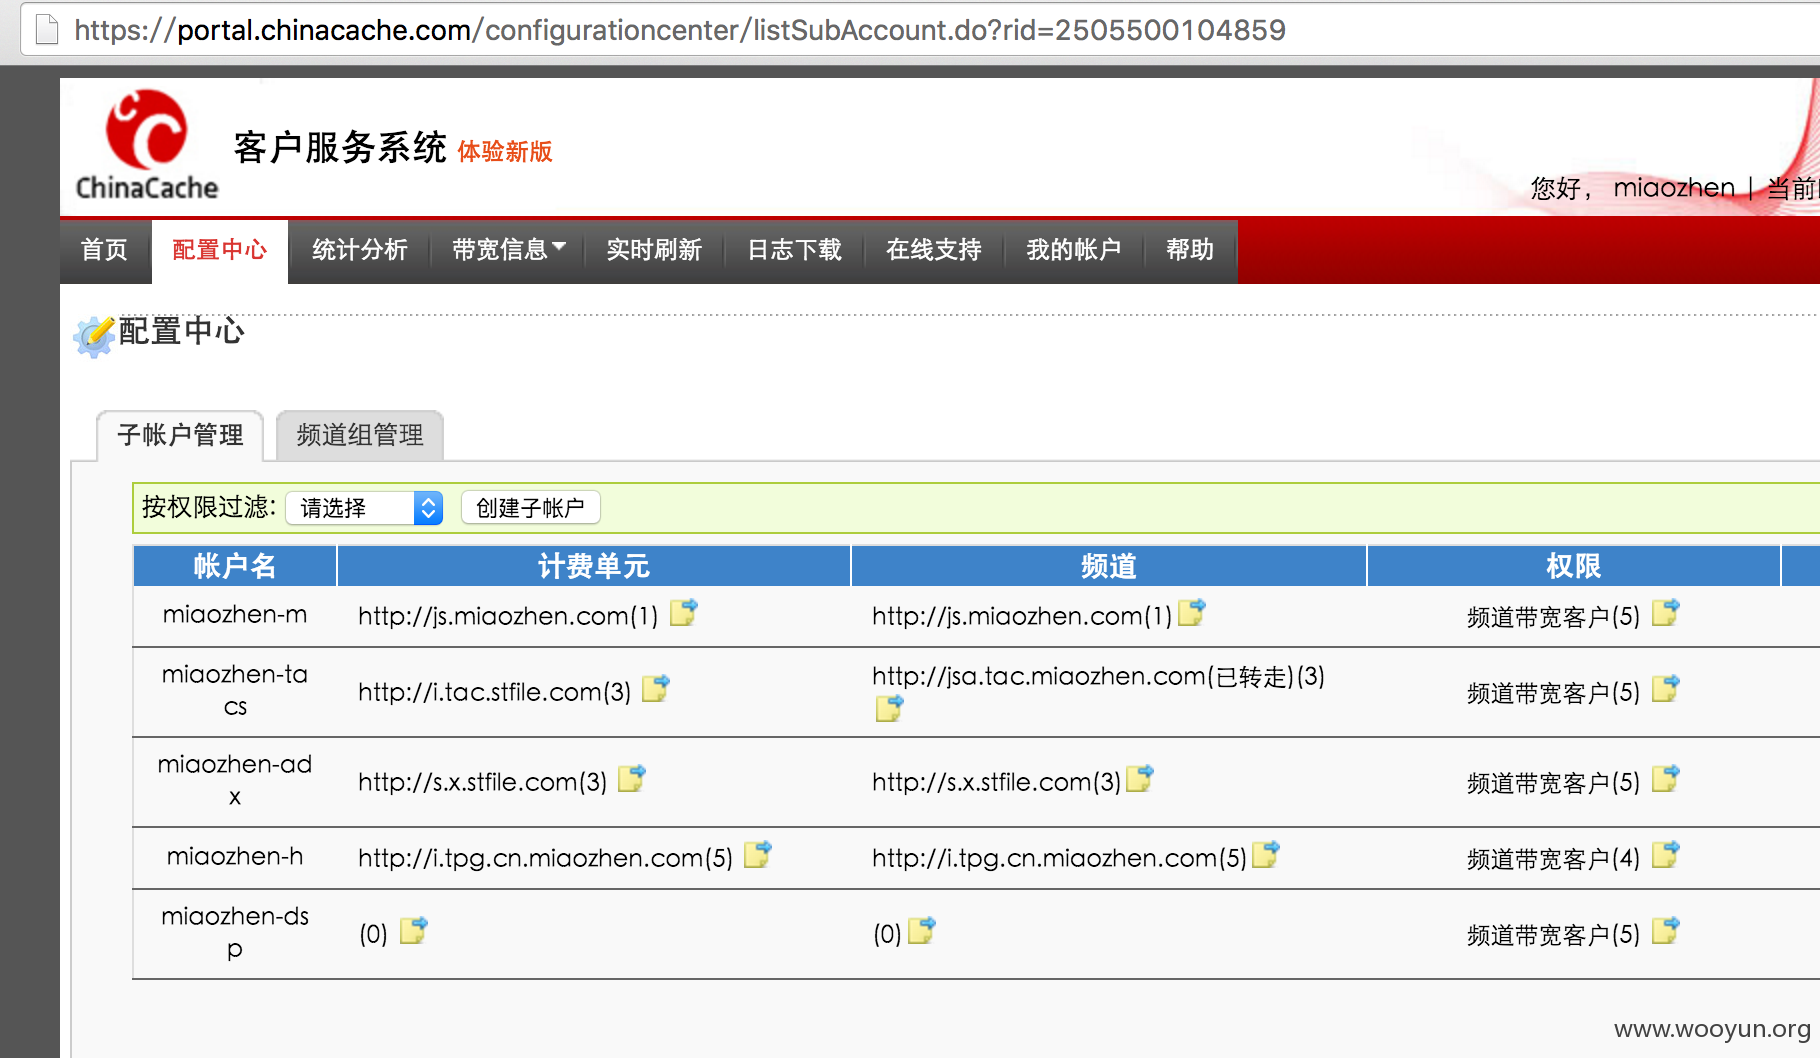 https://portal.chinacache.com/configurationcenter/listSubAccount.do?rid=2505500104859
ChinaCache
客户服务系统 体验新版
您好， miaozhen | 当前
首页 配置中心 统计分析 带宽信息 实时刷新 日志下载 在线支持 我的帐户 帮助
配置中心
子帐户管理 频道组管理
按权限过滤: 请选择 创建子帐户
帐户名 计费单元 频道 权限
miaozhen-m http://js.miaozhen.com(1) http://js.miaozhen.com(1) 频道带宽客户(5)
miaozhen-ta
cs http://i.tac.stfile.com(3) http://jsa.tac.miaozhen.com(已转走)(3) 频道带宽客户(5)
miaozhen-ad
x http://s.x.stfile.com(3) http://s.x.stfile.com(3) 频道带宽客户(5)
miaozhen-h http://i.tpg.cn.miaozhen.com(5) http://i.tpg.cn.miaozhen.com(5) 频道带宽客户(4)
miaozhen-ds
p (0) (0) 频道带宽客户(5)
www.wooyun.org